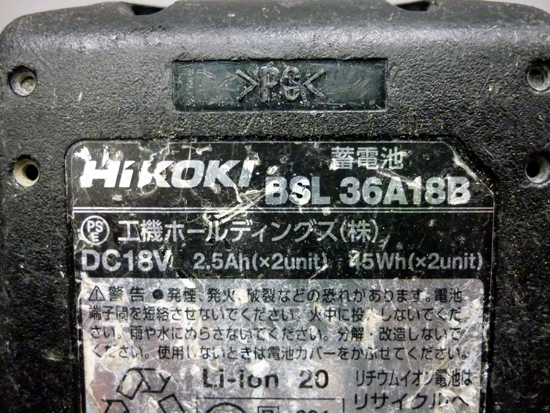 >PC<
HiKOKI
蓄電池
BSL 36A18B
PS
E
工機ホールディングス(株)
DC18V 2.5Ah(×2unit) 45Wh(×2unit)
警告 ●発煙、発火、破裂などの恐れがあります。電池
端子間を短絡させないでください。火中に投入しないでくだ
さい。雨や水にぬらさないでください。分解・改造しないで
ください。使用しないときは電池カバーをかぶせてください。
Li-ion 20
リチウムイオン電池は
リサイクルへ